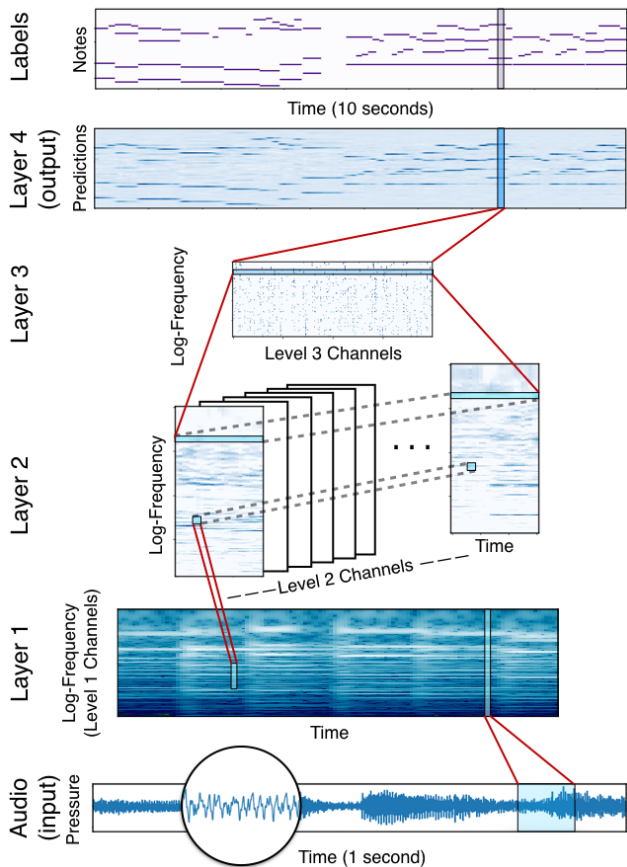 Labels
Notes
Time (10 seconds)
Layer 4
(output)
Predictions
Layer 3
Log-Frequency
Level 3 Channels
Layer 2
Log-Frequency
. . .
Time
Level 2 Channels
Layer 1
Log-Frequency
(Level 1 Channels)
Time
Audio
(input)
Pressure
Time (1 second)